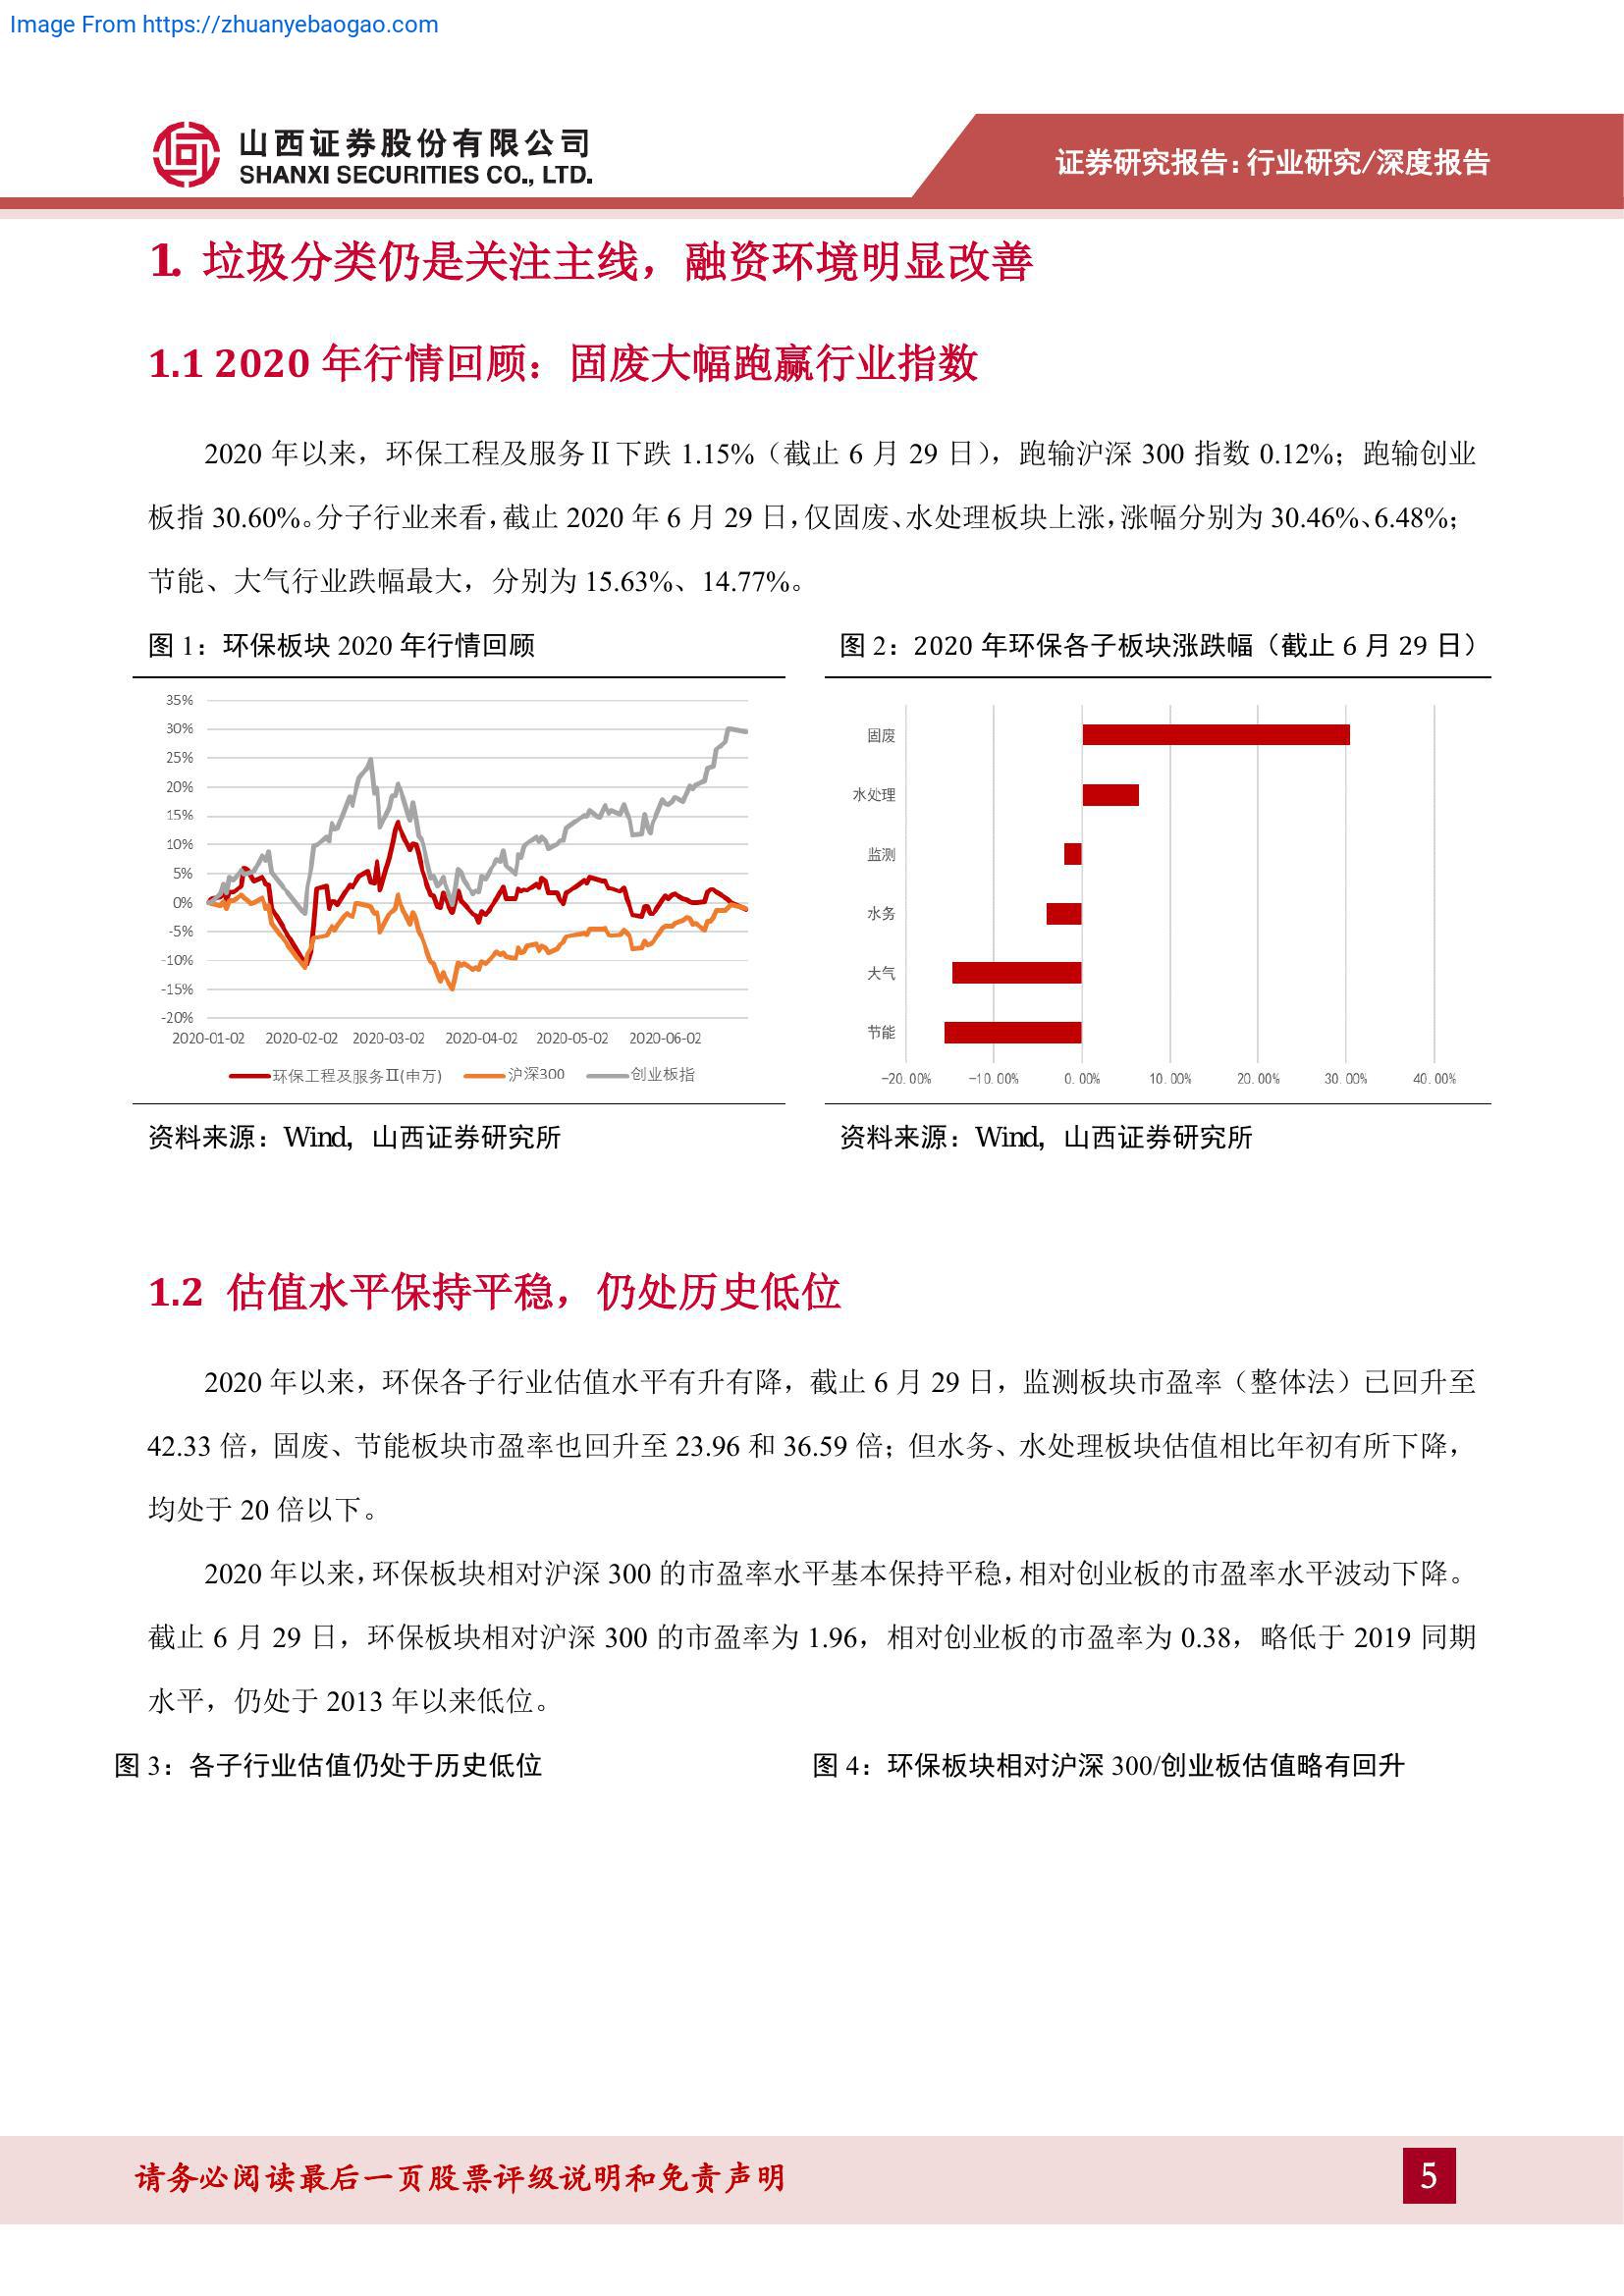 Image From https://zhuanyebaogao.com
山西证券股份有限公司
SHANXI SECURITIES CO., LTD.
证券研究报告：行业研究/深度报告
1. 垃圾分类仍是关注主线，融资环境明显改善
1.1 2020 年行情回顾：固废大幅跑赢行业指数
2020 年以来，环保工程及服务Ⅱ下跌 1.15%（截止 6 月 29 日），跑输沪深 300 指数 0.12%；跑输创业
板指 30.60%。分子行业来看，截止 2020 年 6 月 29 日，仅固废、水处理板块上涨，涨幅分别为 30.46%、6.48%；
节能、大气行业跌幅最大，分别为 15.63%、14.77%。
图 1：环保板块 2020 年行情回顾
35%
30%
25%
20%
15%
10%
5%
0%
-5%
-10%
-15%
-20%
2020-01-02 2020-02-02 2020-03-02 2020-04-02 2020-05-02 2020-06-02
环保工程及服务Ⅱ(申万) 沪深300 创业板指
资料来源：Wind，山西证券研究所
图 2：2020 年环保各子板块涨跌幅（截止 6 月 29 日）
固废
水处理
监测
水务
大气
节能
-20.00% -10.00% 0.00% 10.00% 20.00% 30.00% 40.00%
资料来源：Wind，山西证券研究所
1.2 估值水平保持平稳，仍处历史低位
2020 年以来，环保各子行业估值水平有升有降，截止 6 月 29 日，监测板块市盈率（整体法）已回升至
42.33 倍，固废、节能板块市盈率也回升至 23.96 和 36.59 倍；但水务、水处理板块估值相比年初有所下降，
均处于 20 倍以下。
2020 年以来，环保板块相对沪深 300 的市盈率水平基本保持平稳，相对创业板的市盈率水平波动下降。
截止 6 月 29 日，环保板块相对沪深 300 的市盈率为 1.96，相对创业板的市盈率为 0.38，略低于 2019 同期
水平，仍处于 2013 年以来低位。
图 3：各子行业估值仍处于历史低位
图 4：环保板块相对沪深 300/创业板估值略有回升
请务必阅读最后一页股票评级说明和免责声明
5